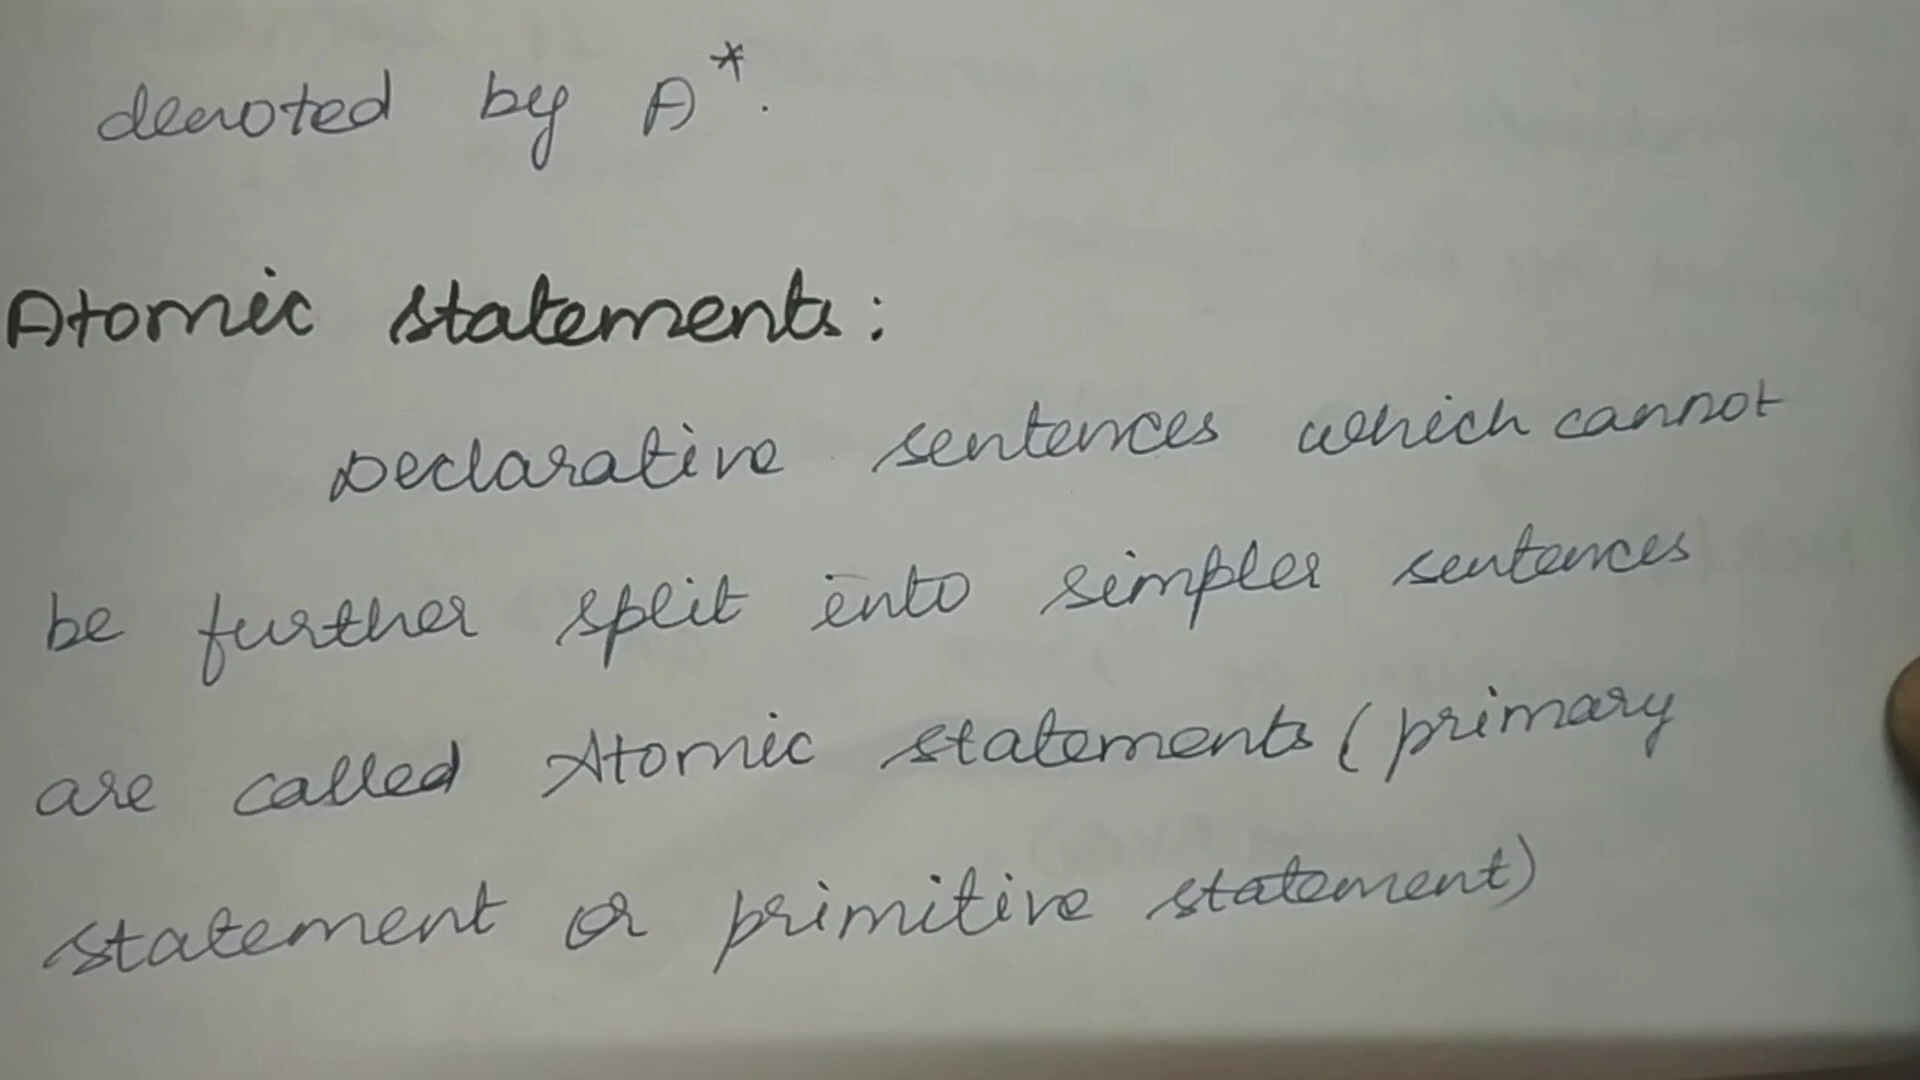 denoted by A*.
Atomic statements:
Declarative sentences which cannot
be further split into simpler sentences
are called Atomic statements (primary
statement or primitive statement)